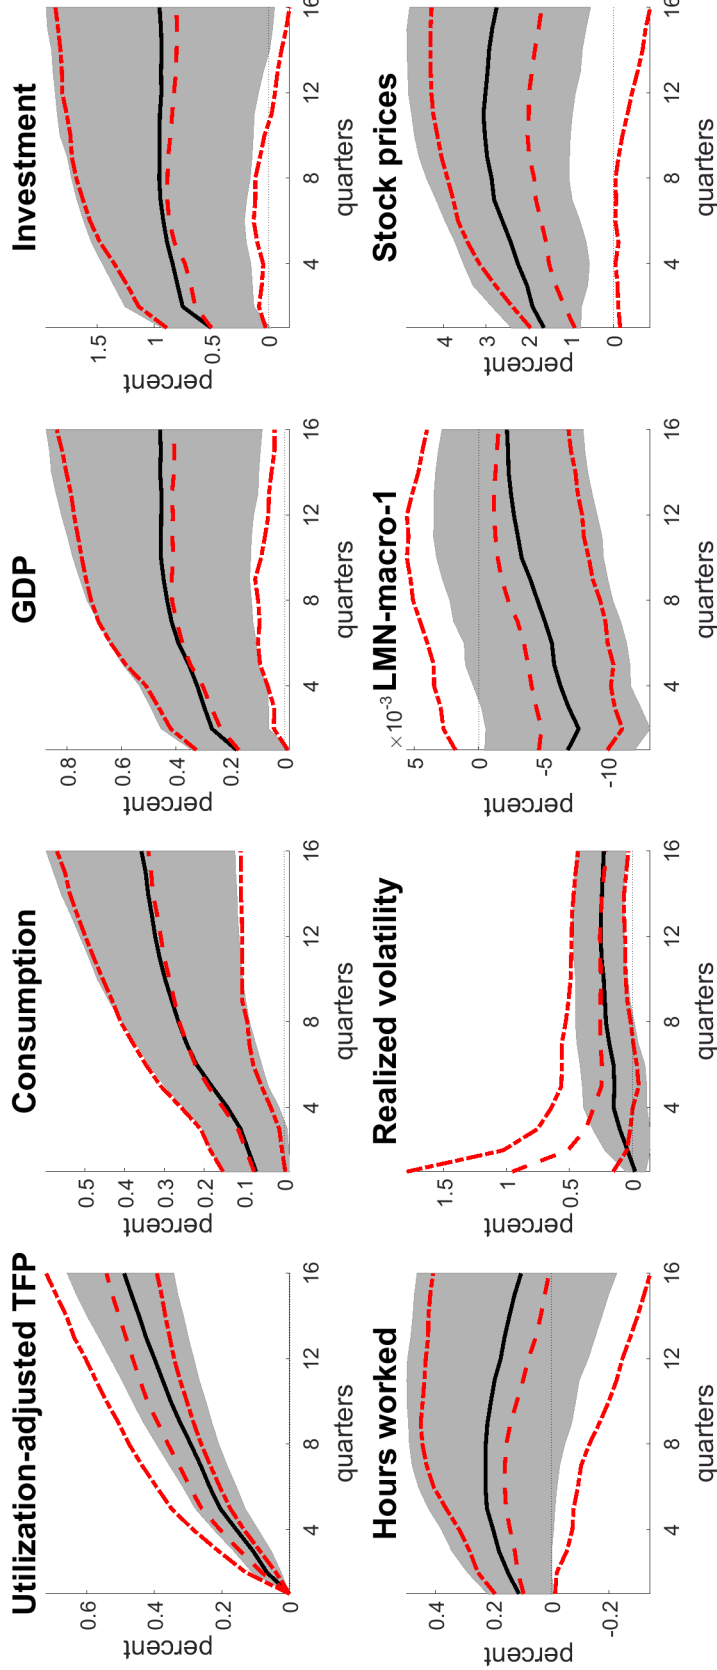 Utilization-adjusted TFP
percent
0.6
0.4
0.2
0
4
8
12
16
quarters
Consumption
percent
0.5
0.4
0.3
0.2
0.1
0
4
8
12
16
quarters
GDP
percent
0.8
0.6
0.4
0.2
0
4
8
12
16
quarters
Investment
percent
1.5
1
0.5
0
4
8
12
16
quarters
Hours worked
percent
0.4
0.2
0
-0.2
4
8
12
16
quarters
Realized volatility
percent
1.5
1
0.5
0
4
8
12
16
quarters
×10⁻³ LMN-macro-1
percent
5
0
-5
-10
4
8
12
16
quarters
Stock prices
percent
4
3
2
1
0
4
8
12
16
quarters